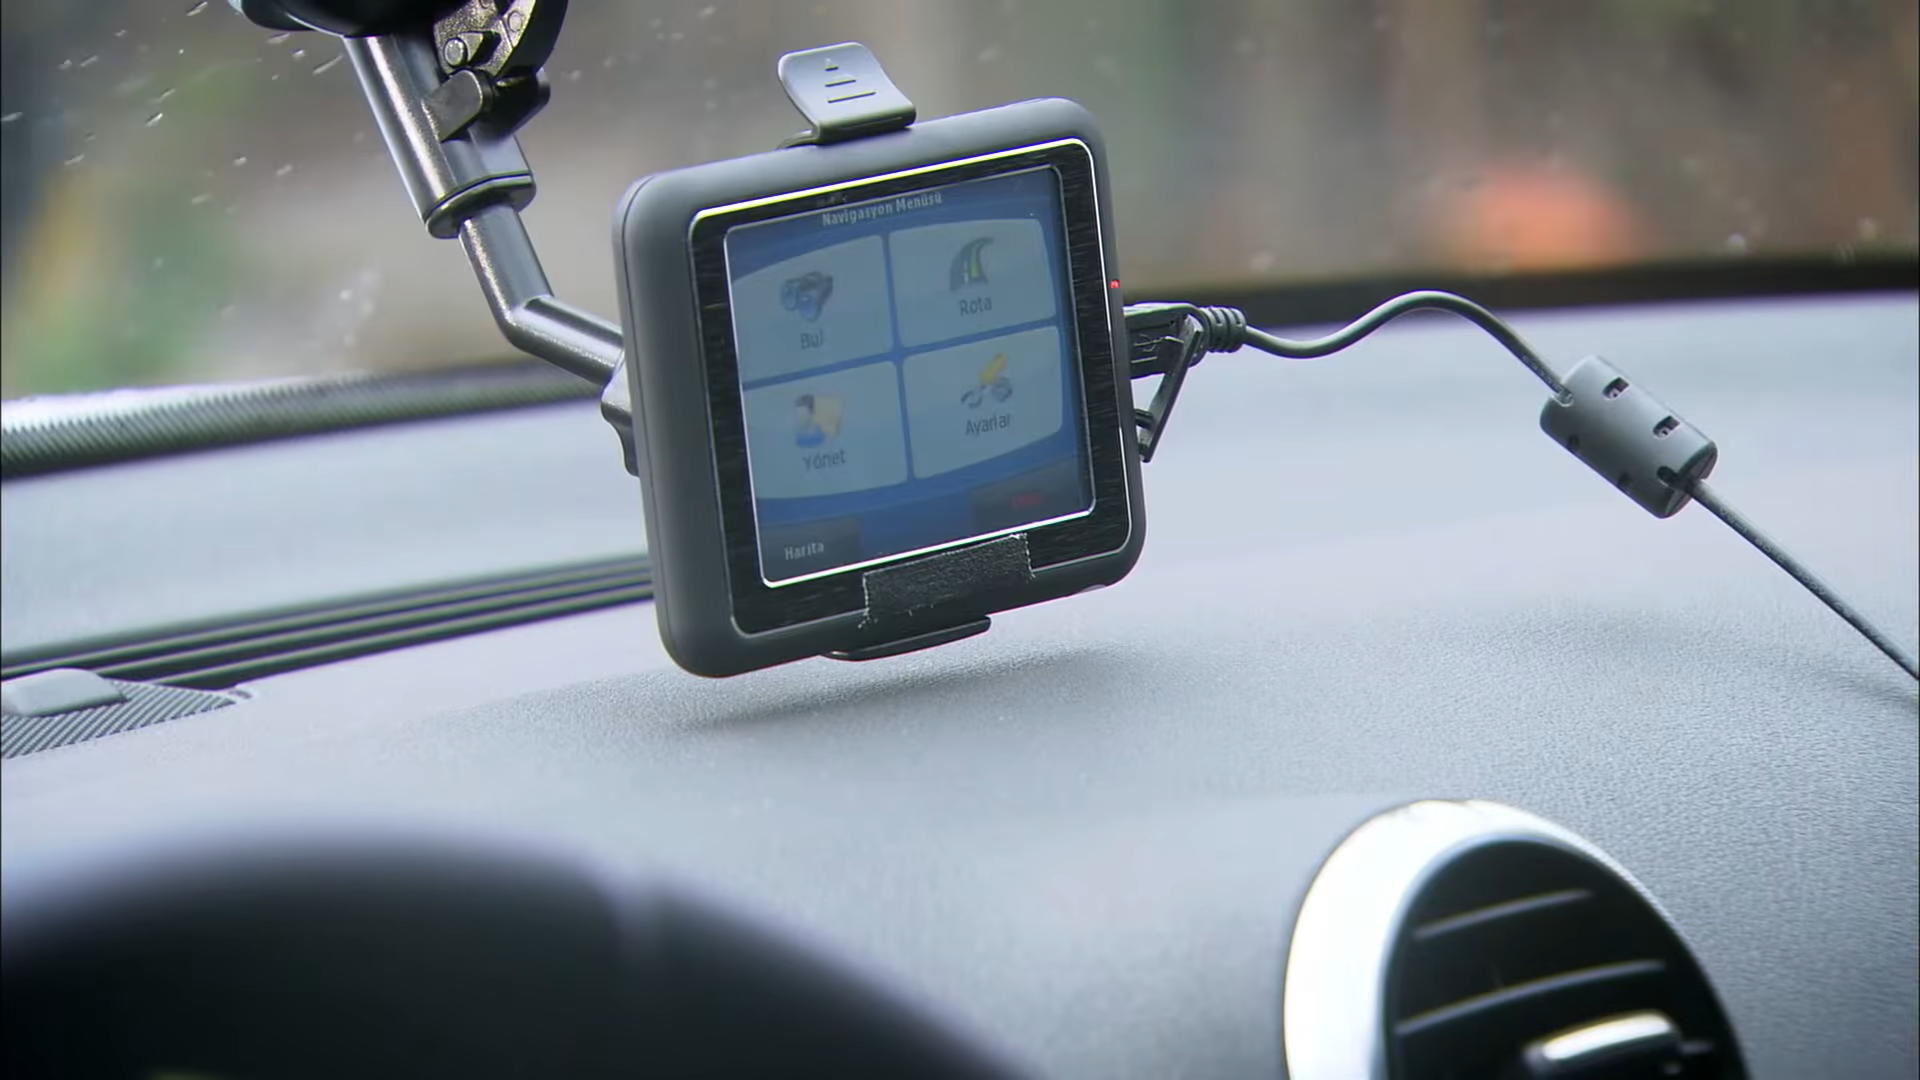 Navigasyon Menüsü
Bul
Rota
Yönet
Ayarlar
Harita